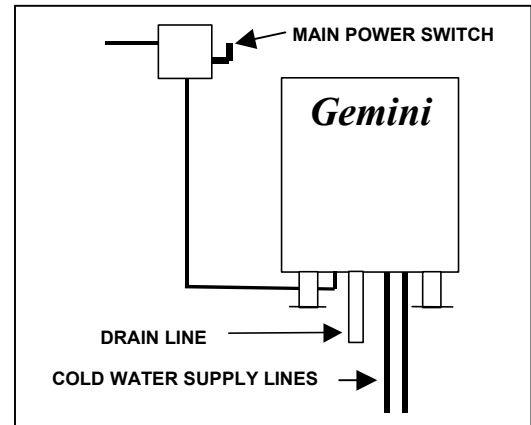 MAIN POWER SWITCH
Gemini
DRAIN LINE
COLD WATER SUPPLY LINES